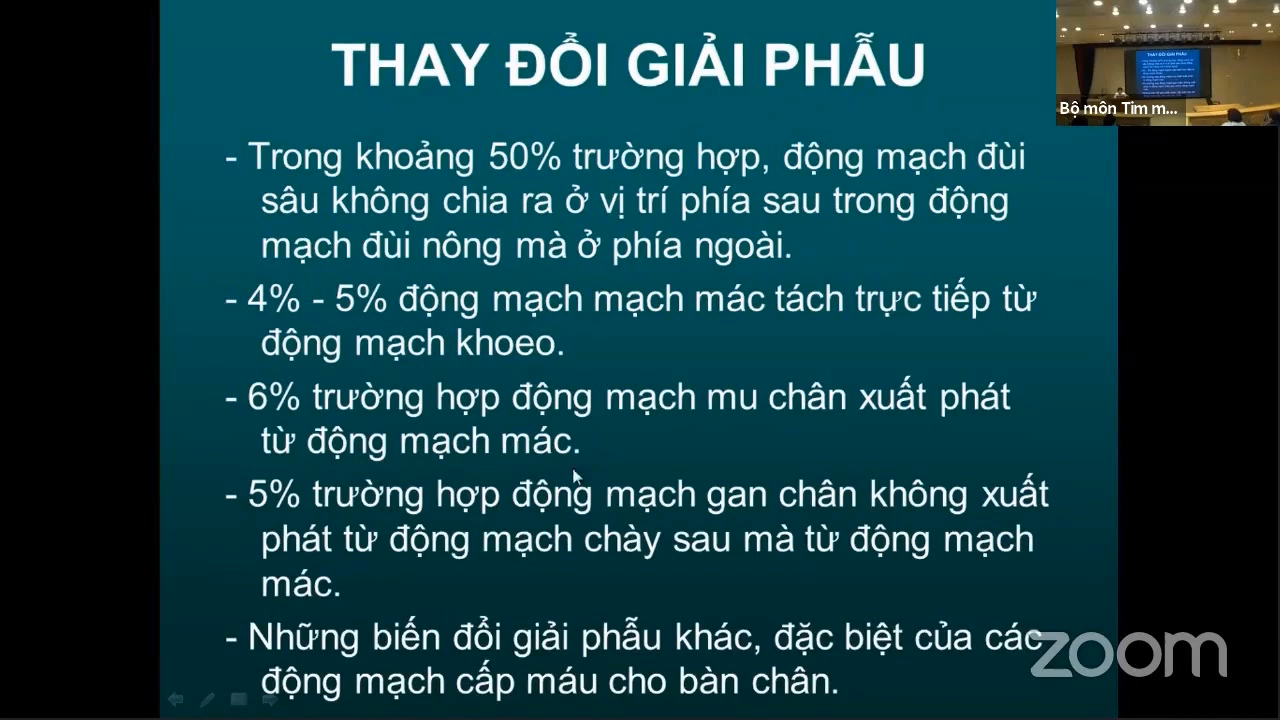 THAY ĐỔI GIẢI PHẪU
- Trong khoảng 50% trường hợp, động mạch đùi
sâu không chia ra ở vị trí phía sau trong động
mạch đùi nông mà ở phía ngoài.
- 4% - 5% động mạch mạch mác tách trực tiếp từ
động mạch khoeo.
- 6% trường hợp động mạch mu chân xuất phát
từ động mạch mác.
- 5% trường hợp động mạch gan chân không xuất
phát từ động mạch chày sau mà từ động mạch
mác.
- Những biến đổi giải phẫu khác, đặc biệt của các
động mạch cấp máu cho bàn chân.
Bộ môn Tim m...
zoom